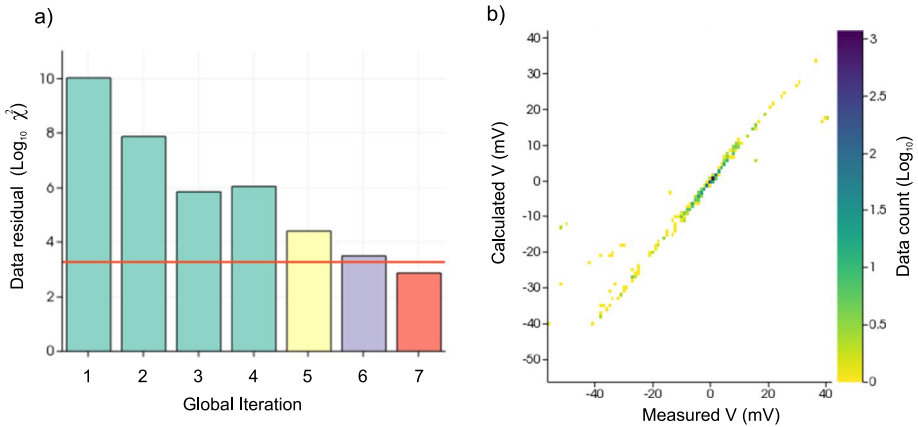 a)
Data residual (Log₁₀ χ²)
10
8
6
4
2
0
1 2 3 4 5 6 7
Global Iteration
b)
Calculated V (mV)
40
30
20
10
0
-10
-20
-30
-40
-50
-40 -20 0 20 40
Measured V (mV)
3
2.5
2
1.5
1
0.5
0
Data count (Log₁₀)